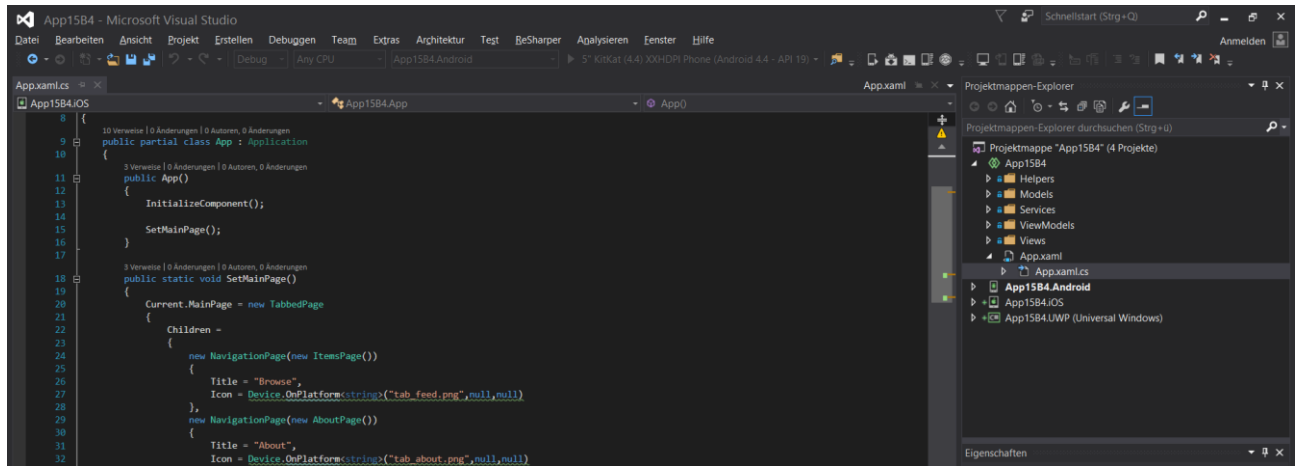 App15B4 - Microsoft Visual Studio
Schnellstart (Strg+Q)
Datei Bearbeiten Ansicht Projekt Erstellen Debuggen Team Extras Architektur Test ReSharper Analysieren Fenster Hilfe
Anmelden
Debug Any CPU App15B4.Android 5" KitKat (4.4) XXHDPI Phone (Android 4.4 - API 19)
App.xaml.cs
App.xaml
App15B4.iOS
App15B4.App
App()
8 {
10 Verweise | 0 Änderungen | 0 Autoren, 0 Änderungen
9 public partial class App : Application
10 {
3 Verweise | 0 Änderungen | 0 Autoren, 0 Änderungen
11 public App()
12 {
13 InitializeComponent();
14
15 SetMainPage();
16 }
17
3 Verweise | 0 Änderungen | 0 Autoren, 0 Änderungen
18 public static void SetMainPage()
19 {
20 Current.MainPage = new TabbedPage
21 {
22 Children =
23 {
24 new NavigationPage(new ItemsPage())
25 {
26 Title = "Browse",
27 Icon = Device.OnPlatform<string>("tab_feed.png",null,null)
28 },
29 new NavigationPage(new AboutPage())
30 {
31 Title = "About",
32 Icon = Device.OnPlatform<string>("tab_about.png",null,null)
Projektmappen-Explorer
Projektmappen-Explorer durchsuchen (Strg+ü)
Projektmappe "App15B4" (4 Projekte)
App15B4
Helpers
Models
Services
ViewModels
Views
App.xaml
App.xaml.cs
App15B4.Android
App15B4.iOS
App15B4.UWP (Universal Windows)
Eigenschaften